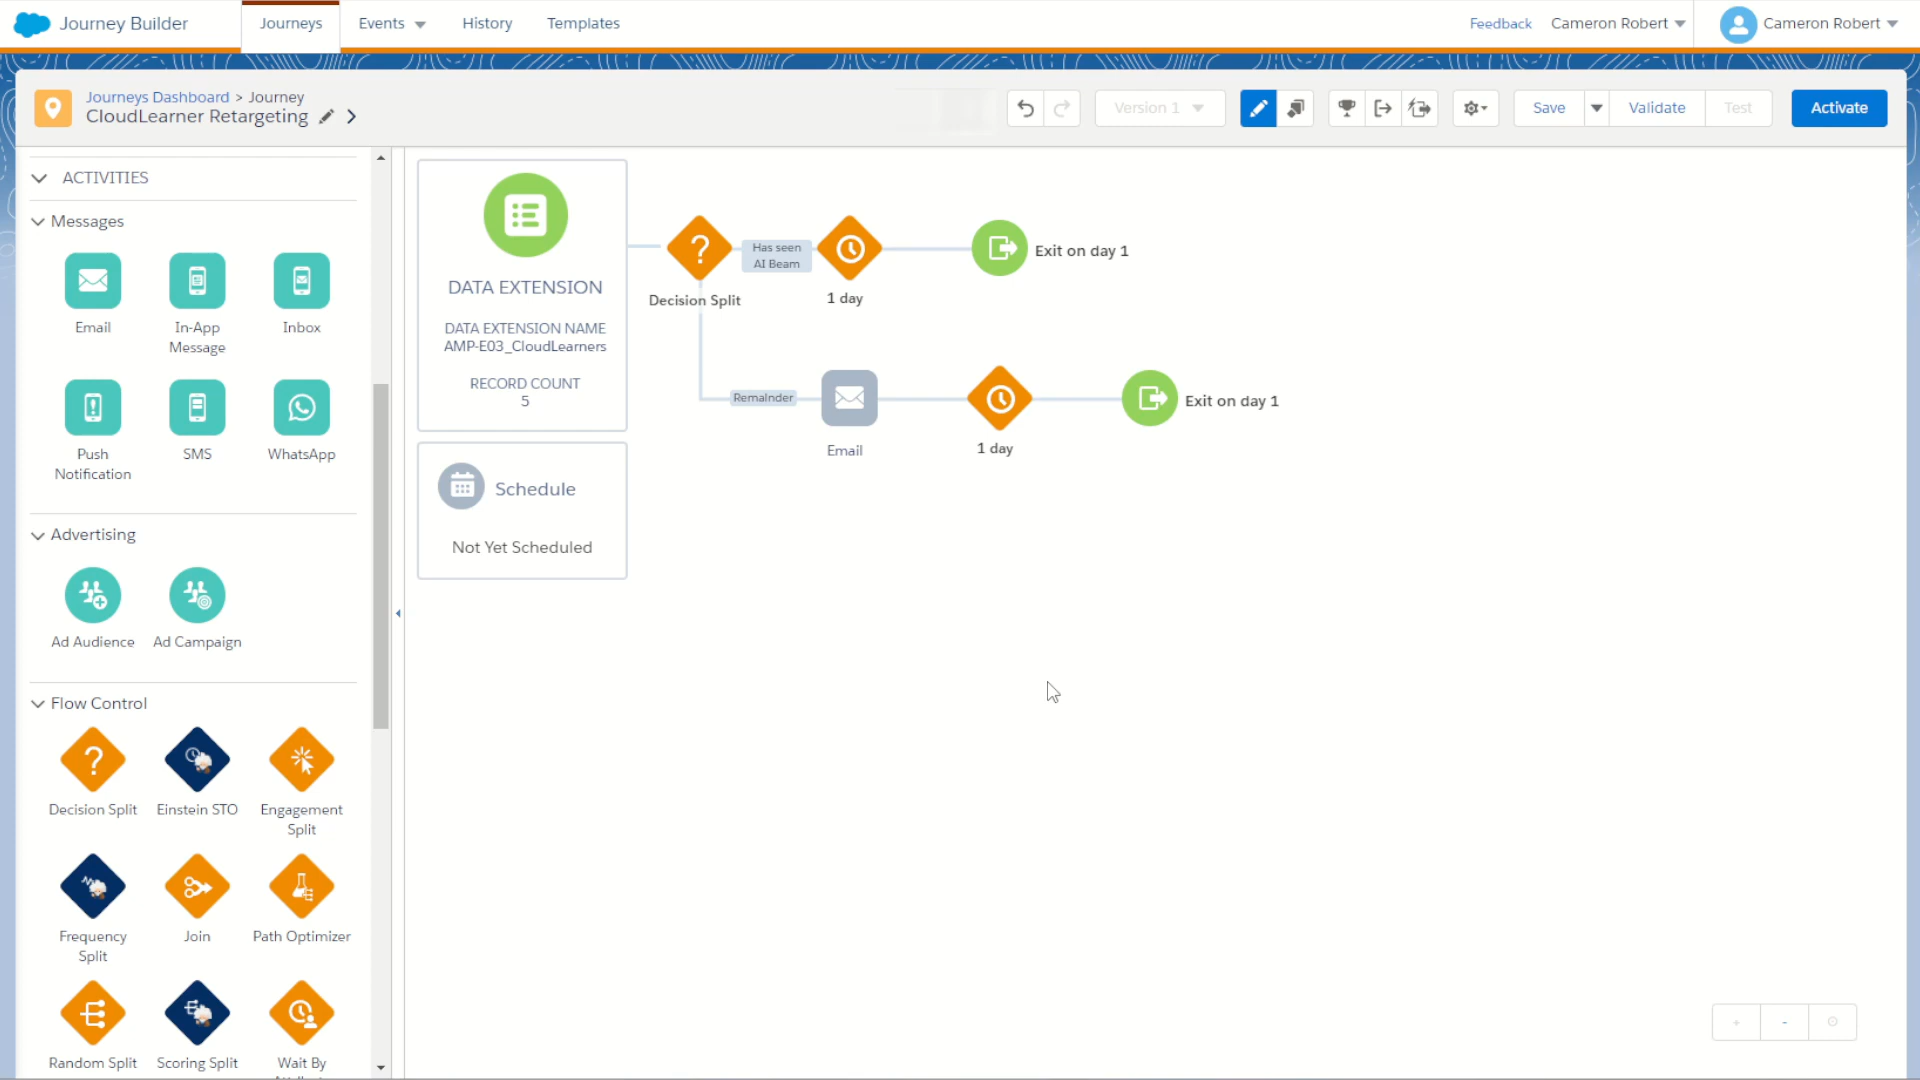 Journey Builder
Journeys
Events
History
Templates
Feedback
Cameron Robert
Cameron Robert
Journeys Dashboard > Journey
CloudLearner Retargeting
Version 1
Save
Validate
Test
Activate
ACTIVITIES
Messages
Email
In-App
Message
Inbox
Push
Notification
SMS
WhatsApp
Advertising
Ad Audience
Ad Campaign
Flow Control
Decision Split
Einstein STO
Engagement
Split
Frequency
Split
Join
Path Optimizer
Random Split
Scoring Split
Wait By
DATA EXTENSION
DATA EXTENSION NAME
AMP-E03_CloudLearners
RECORD COUNT
5
Schedule
Not Yet Scheduled
Decision Split
Has seen
AI Beam
1 day
Exit on day 1
Remainder
Email
1 day
Exit on day 1